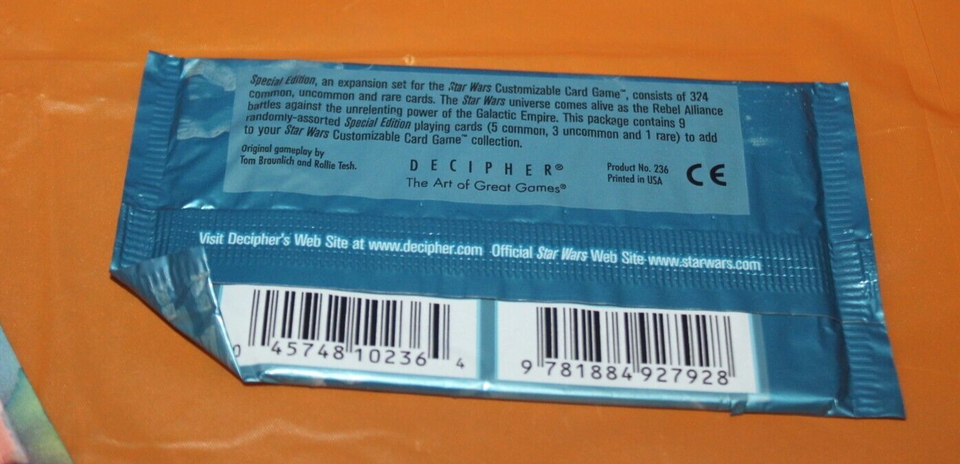 Special Edition, an expansion set for the Star Wars Customizable Card Game™, consists of 324
common, uncommon and rare cards. The Star Wars universe comes alive as the Rebel Alliance
battles against the unrelenting power of the Galactic Empire. This package contains 9
randomly-assorted Special Edition playing cards (5 common, 3 uncommon and 1 rare) to add
to your Star Wars Customizable Card Game™ collection.
Original gameplay by
Tom Braunlich and Rollie Tesh.
DECIPHER®
The Art of Great Games®
Product No. 236
Printed in USA
CE
Visit Decipher's Web Site at www.decipher.com Official Star Wars Web Site www.starwars.com
0 45748 10236 4
9 781884 927928